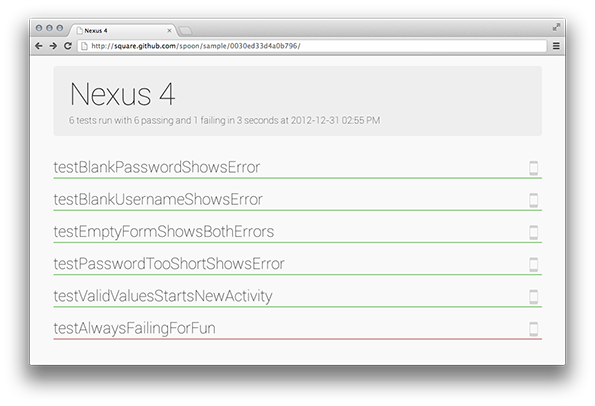 Nexus 4
http://square.github.com/spoon/sample/0030ed33d4a0b796/
Nexus 4
6 tests run with 6 passing and 1 failing in 3 seconds at 2012-12-31 02:55 PM
testBlankPasswordShowsError
testBlankUsernameShowsError
testEmptyFormShowsBothErrors
testPasswordTooShortShowsError
testValidValuesStartsNewActivity
testAlwaysFailingForFun